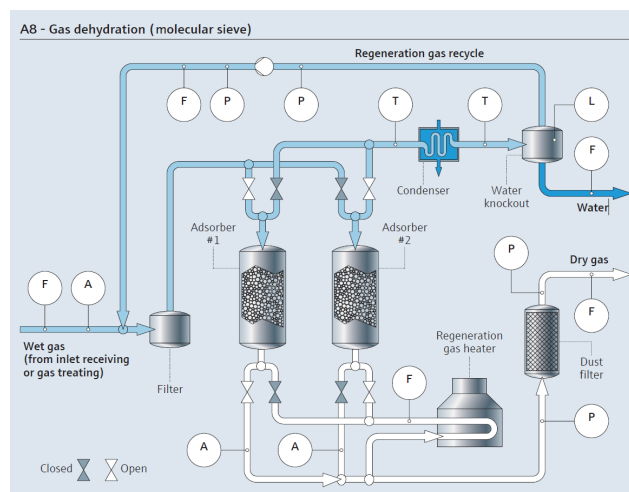 A8 - Gas dehydration (molecular sieve)
Regeneration gas recycle
F
P
P
T
T
L
F
Condenser
Water
knockout
Water
Adsorber
#1
Adsorber
#2
P
Dry gas
F
A
F
Wet gas
(from inlet receiving
or gas treating)
Filter
Regeneration
gas heater
Dust
filter
F
P
A
A
Closed
Open